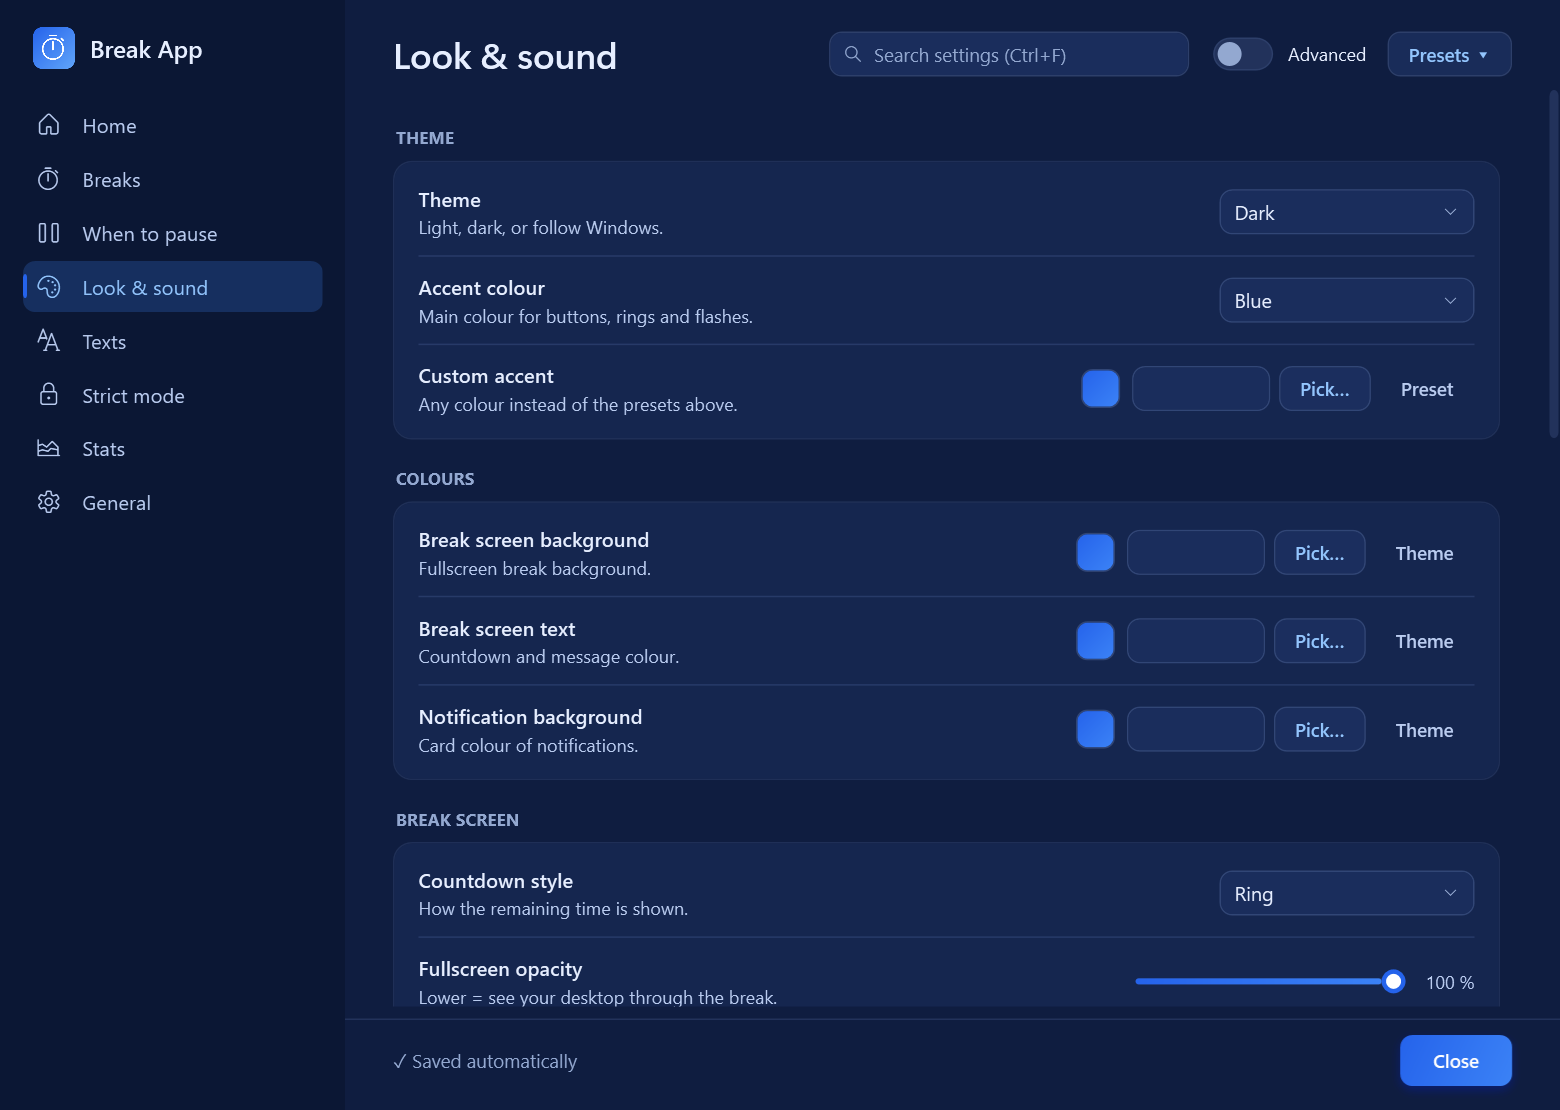 Break App
Home
Breaks
When to pause
Look & sound
Texts
Strict mode
Stats
General
Look & sound
Search settings (Ctrl+F)
Advanced
Presets ▾
THEME
Theme
Light, dark, or follow Windows.
Dark
Accent colour
Main colour for buttons, rings and flashes.
Blue
Custom accent
Any colour instead of the presets above.
Pick...
Preset
COLOURS
Break screen background
Fullscreen break background.
Pick...
Theme
Break screen text
Countdown and message colour.
Pick...
Theme
Notification background
Card colour of notifications.
Pick...
Theme
BREAK SCREEN
Countdown style
How the remaining time is shown.
Ring
Fullscreen opacity
Lower = see your desktop through the break.
100 %
✓ Saved automatically
Close